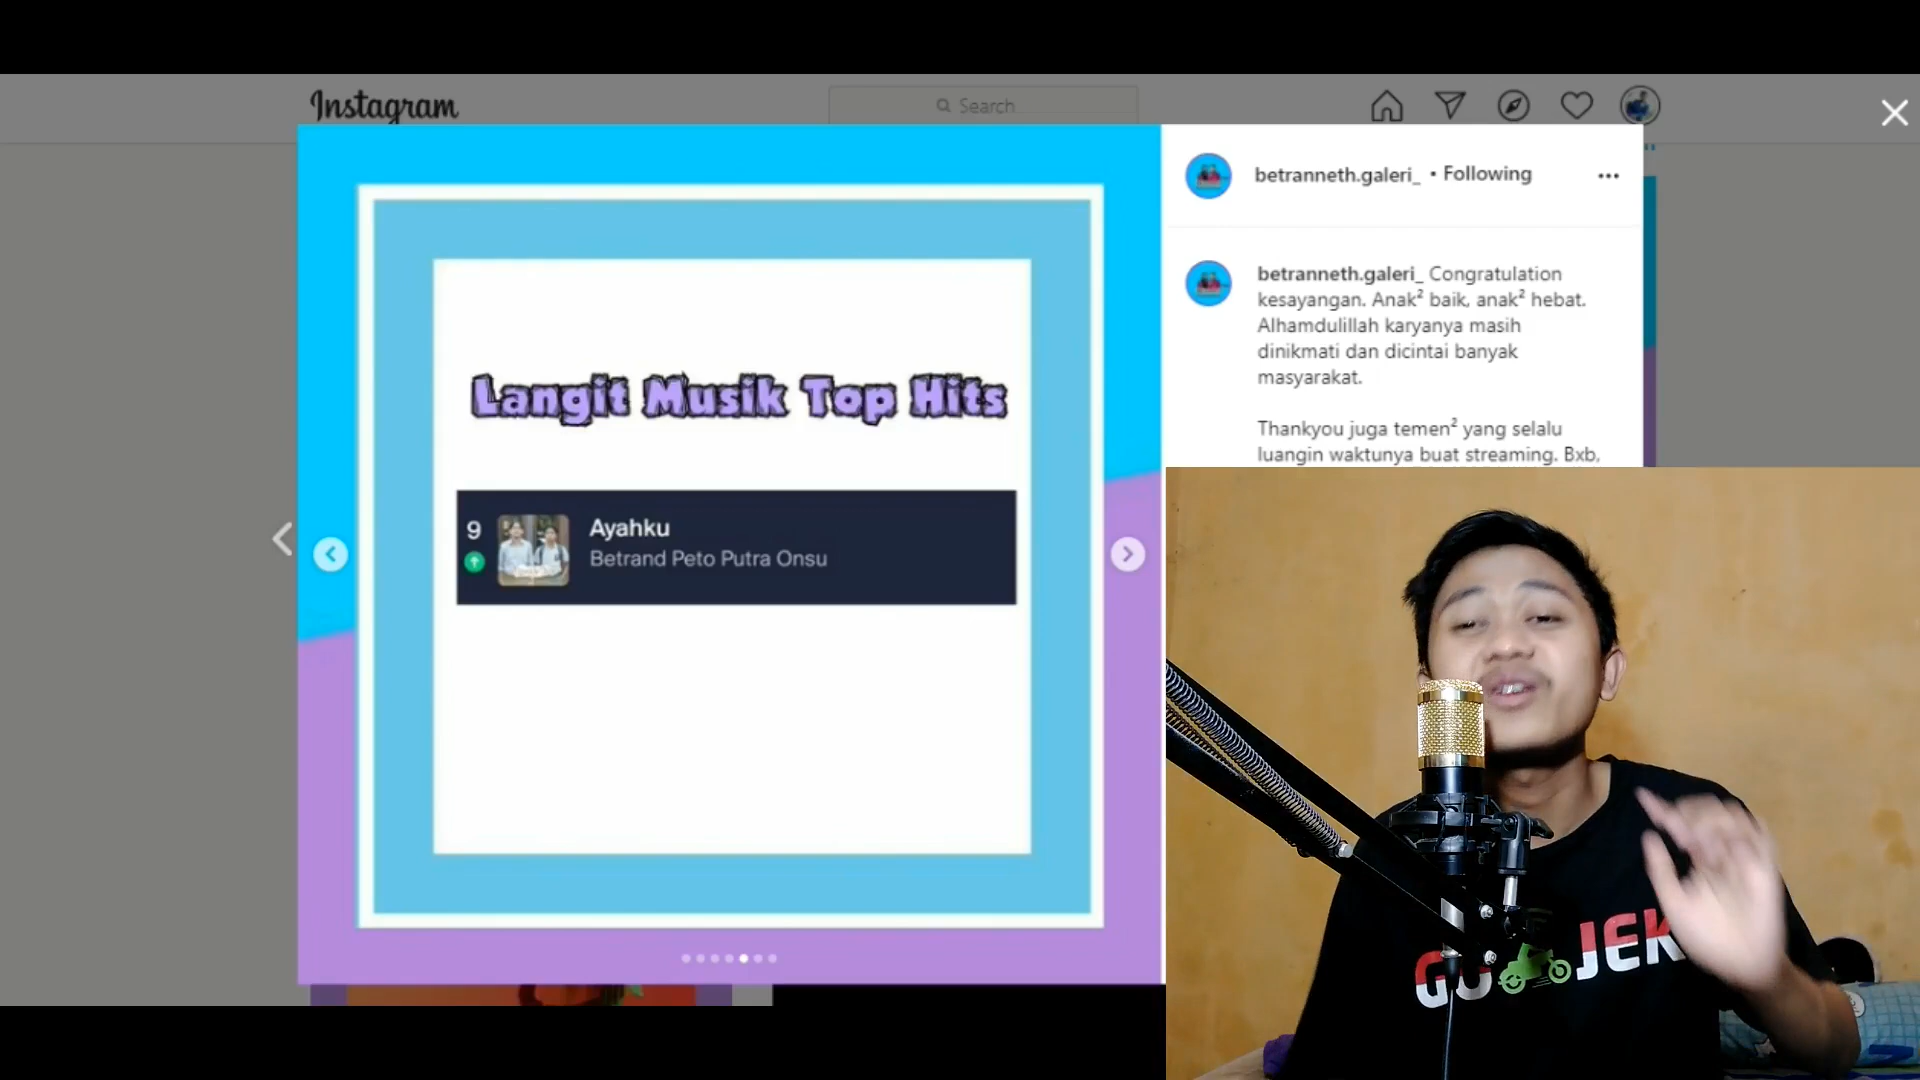 Instagram
Search
betranneth.galeri_ • Following
betranneth.galeri_ Congratulation
kesayangan. Anak² baik, anak² hebat.
Alhamdulillah karyanya masih
dinikmati dan dicintai banyak
masyarakat.
Thankyou juga temen² yang selalu
luangin waktunya buat streaming. Bxb,
Langit Musik Top Hits
9
Ayahku
Betrand Peto Putra Onsu
GO JEK